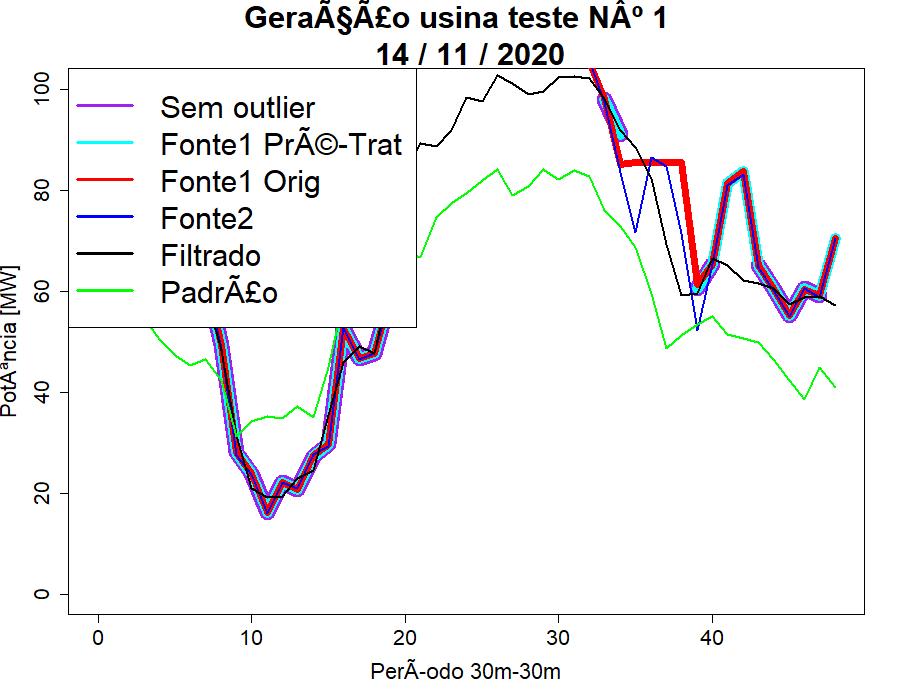 GeraÃ§Ã£o usina teste NÂº 1
14 / 11 / 2020
Sem outlier
Fonte1 PrÃ©-Trat
Fonte1 Orig
Fonte2
Filtrado
PadrÃ£o
PotÃªncia [MW]
100
80
60
40
20
0
0 10 20 30 40
PerÃ-odo 30m-30m